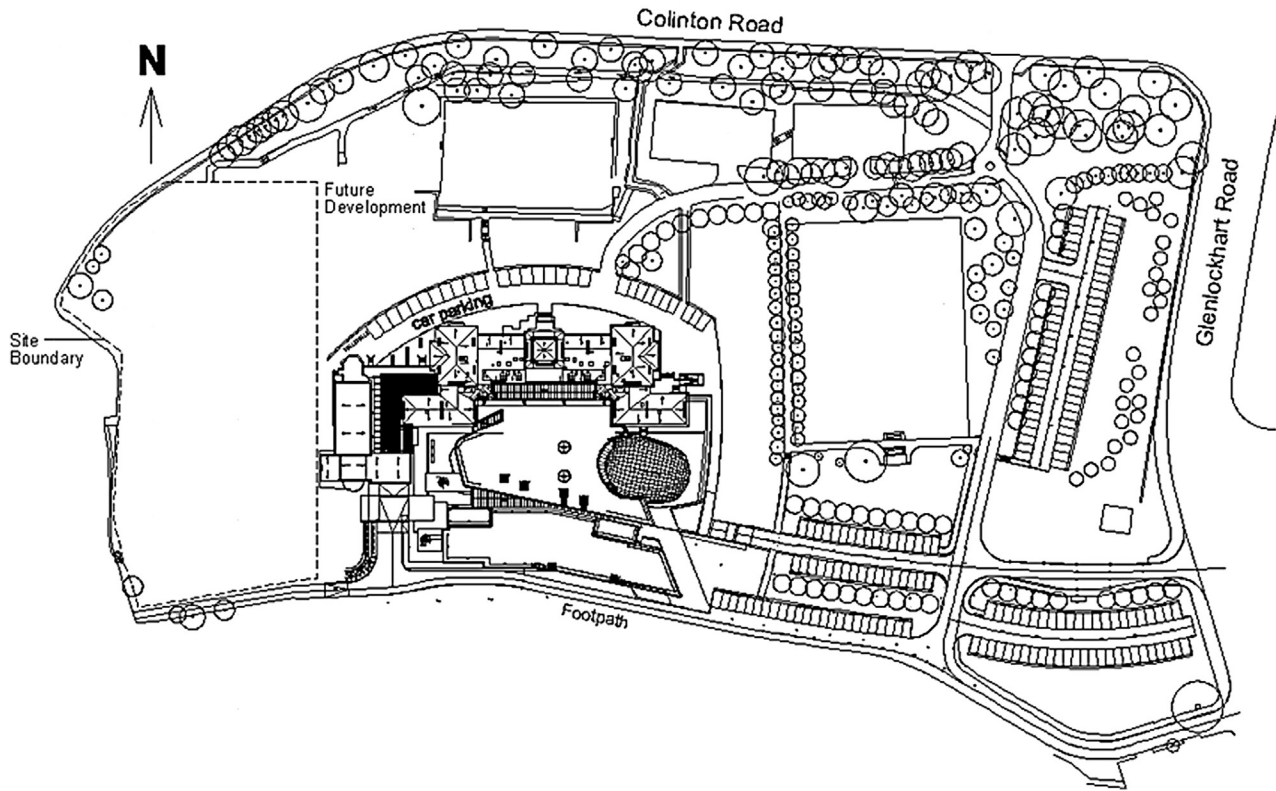 Colinton Road
N
Future
Development
Glenlockhart Road
car parking
Site
Boundary
Footpath